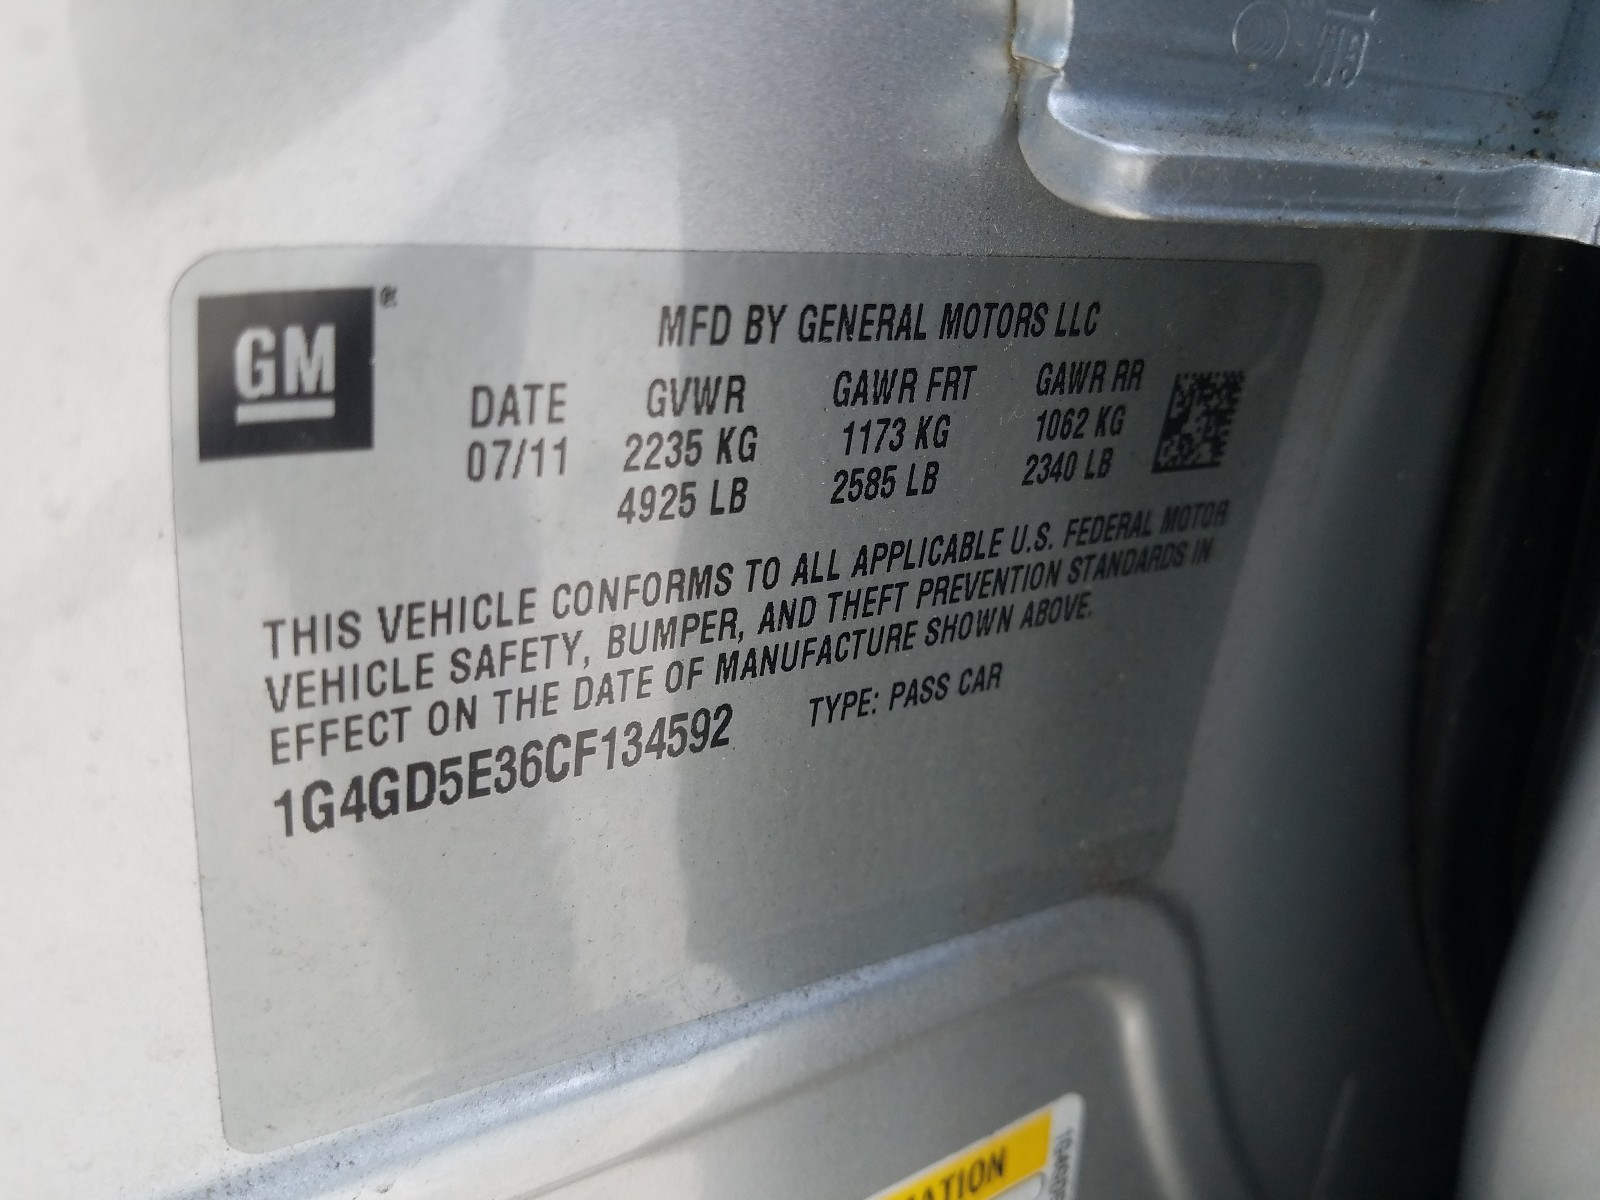 GM®
MFD BY GENERAL MOTORS LLC
DATE GVWR GAWR FRT GAWR RR
07/11 2235 KG 1173 KG 1062 KG
4925 LB 2585 LB 2340 LB
THIS VEHICLE CONFORMS TO ALL APPLICABLE U.S. FEDERAL MOTOR
VEHICLE SAFETY, BUMPER, AND THEFT PREVENTION STANDARDS IN
EFFECT ON THE DATE OF MANUFACTURE SHOWN ABOVE.
1G4GD5E36CF134592 TYPE: PASS CAR